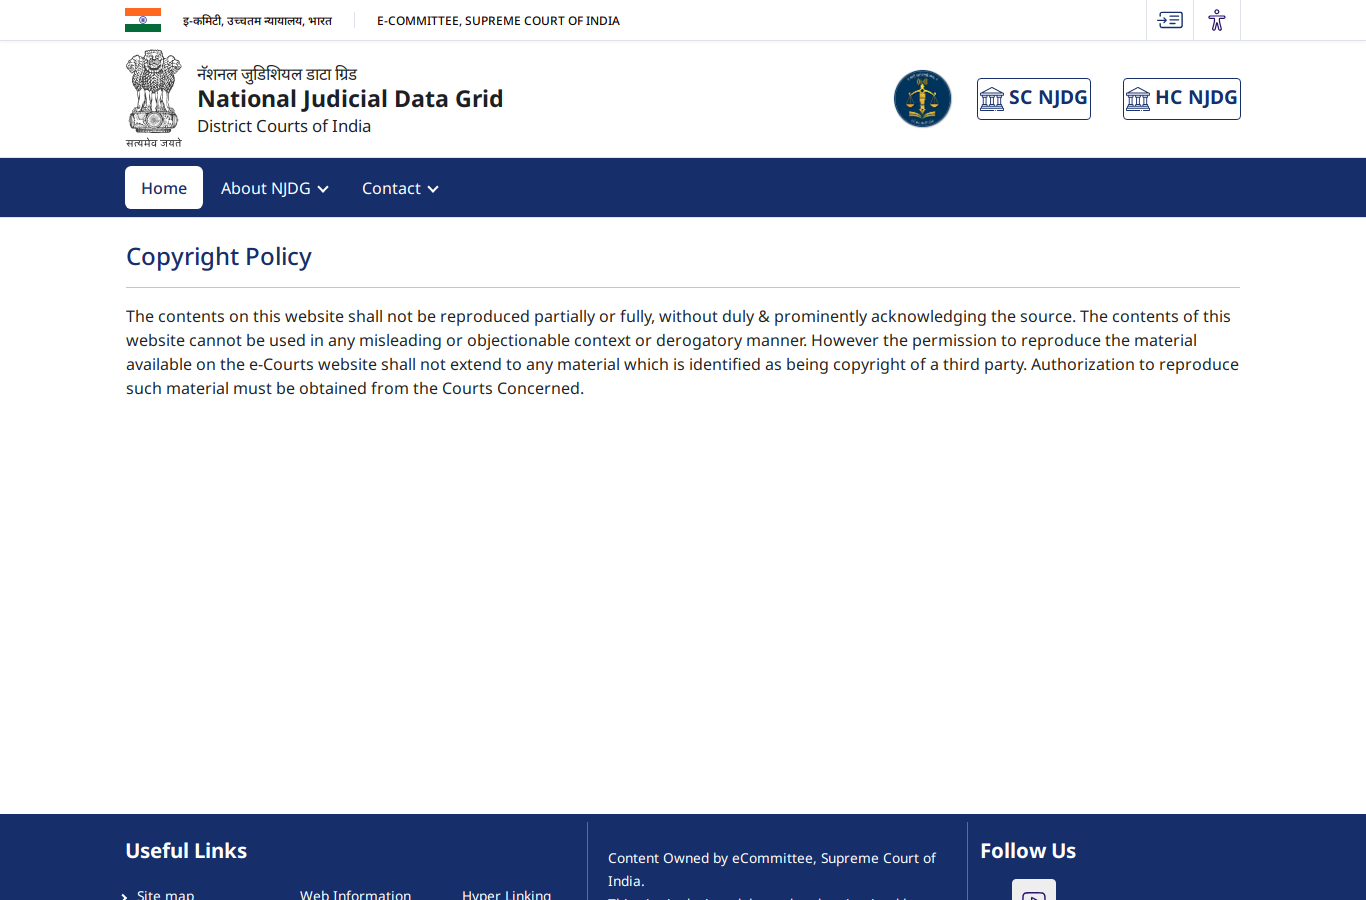 इ-कमिटी, उच्चतम न्यायालय, भारत
E-COMMITTEE, SUPREME COURT OF INDIA
नॅशनल जुडिशियल डाटा ग्रिड
National Judicial Data Grid
District Courts of India
सत्यमेव जयते
SC NJDG
HC NJDG
Home
About NJDG
Contact
Copyright Policy
The contents on this website shall not be reproduced partially or fully, without duly & prominently acknowledging the source. The contents of this
website cannot be used in any misleading or objectionable context or derogatory manner. However the permission to reproduce the material
available on the e-Courts website shall not extend to any material which is identified as being copyright of a third party. Authorization to reproduce
such material must be obtained from the Courts Concerned.
Useful Links
Site map
Web Information
Hyper Linking
Content Owned by eCommittee, Supreme Court of
India.
Follow Us